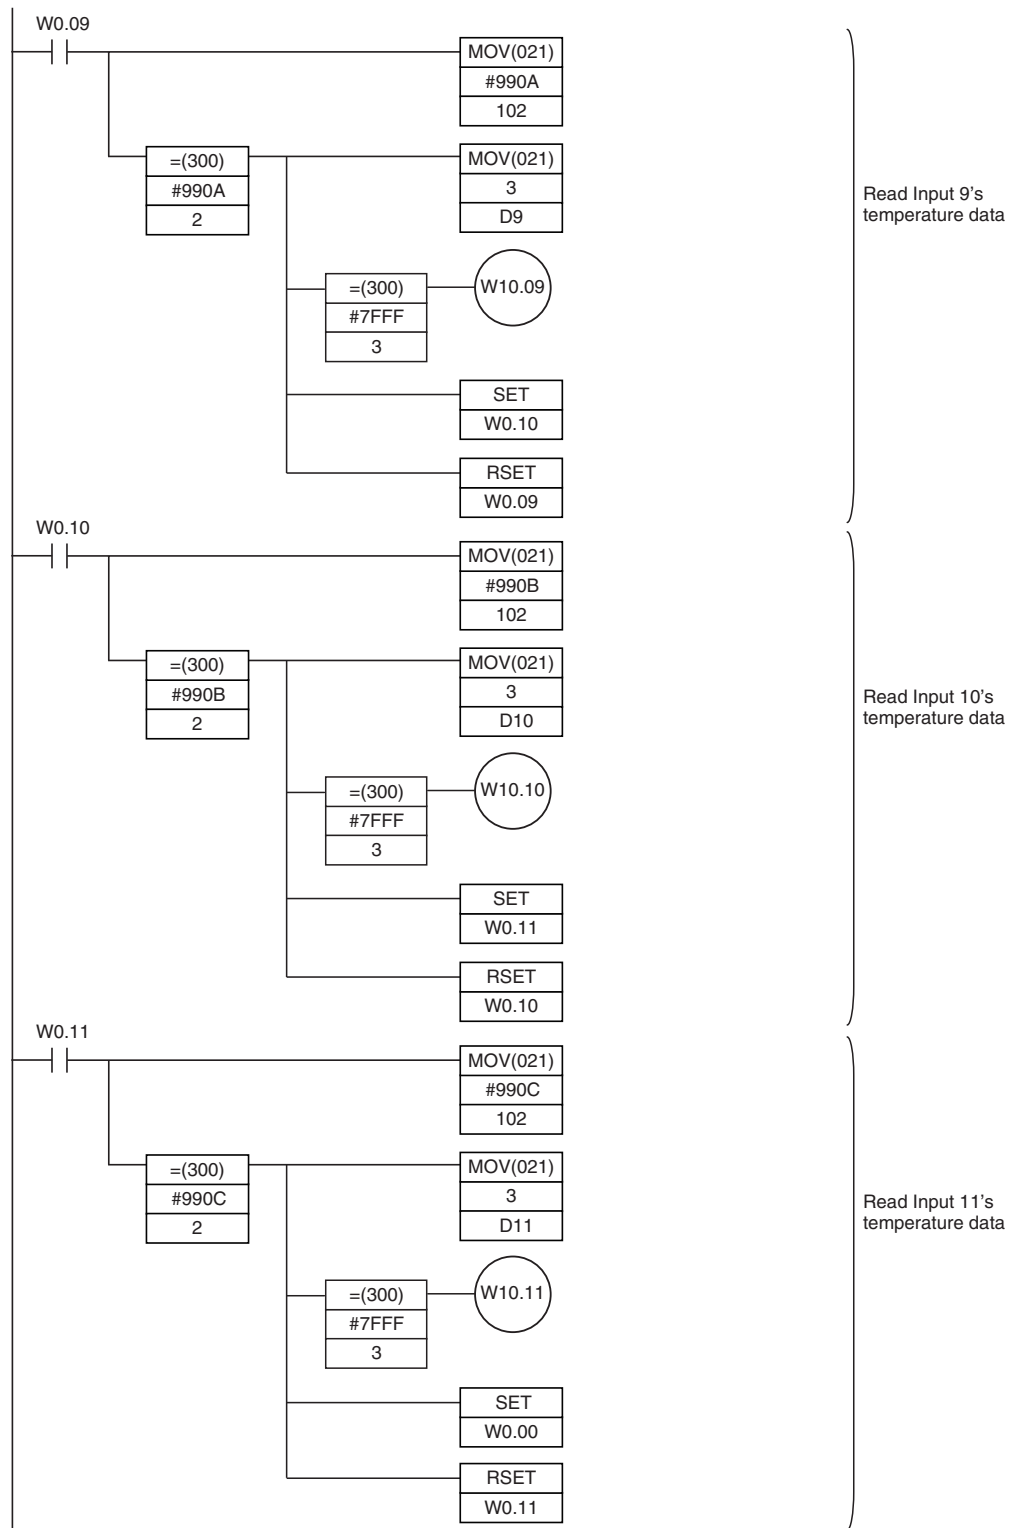 W0.09
MOV(021)
#990A
102
=(300)
#990A
2
MOV(021)
3
D9
Read Input 9's
temperature data
=(300)
#7FFF
3
W10.09
SET
W0.10
RSET
W0.09
W0.10
MOV(021)
#990B
102
=(300)
#990B
2
MOV(021)
3
D10
Read Input 10's
temperature data
=(300)
#7FFF
3
W10.10
SET
W0.11
RSET
W0.10
W0.11
MOV(021)
#990C
102
=(300)
#990C
2
MOV(021)
3
D11
Read Input 11's
temperature data
=(300)
#7FFF
3
W10.11
SET
W0.00
RSET
W0.11